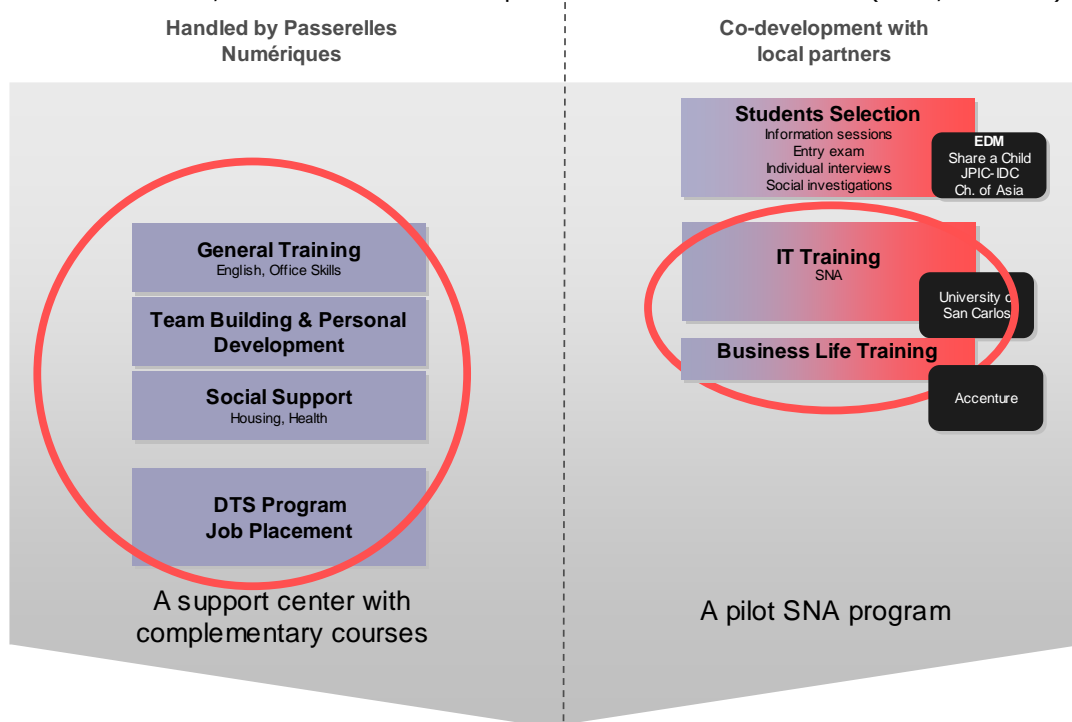 Handled by Passerelles
Numériques
Co-development with
local partners
Students Selection
Information sessions
Entry exam
Individual interviews
Social investigations
EDM
Share a Child
JPIC-IDC
Ch. of Asia
General Training
English, Office Skills
Team Building & Personal
Development
Social Support
Housing, Health
DTS Program
Job Placement
IT Training
SNA
University of
San Carlos
Business Life Training
Accenture
A support center with
complementary courses
A pilot SNA program